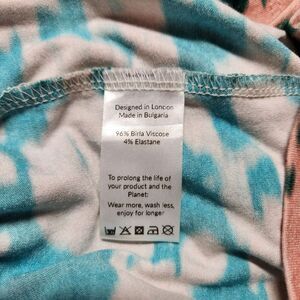 Designed in London
Made in Bulgaria
96% Birla Viscose
4% Elastane
To prolong the life of
your product and the
Planet:
Wear more, wash less,
enjoy for longer